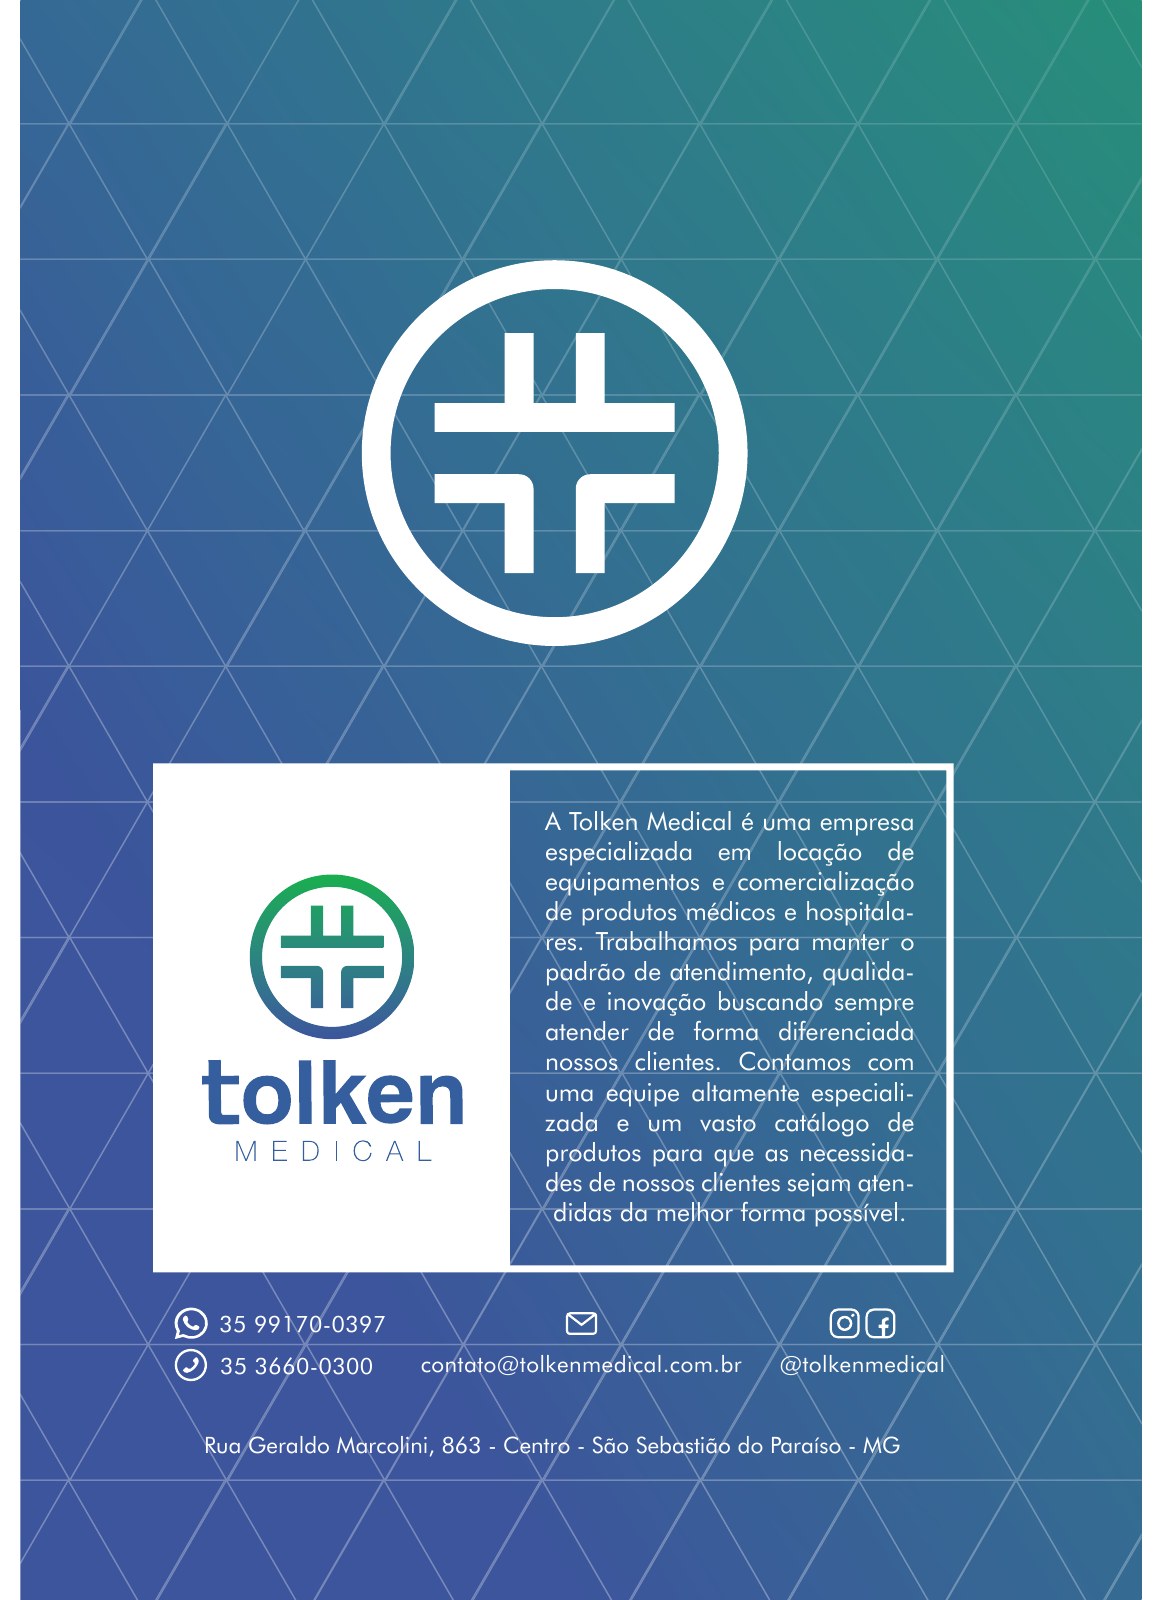 tolken
MEDICAL
A Tolken Medical é uma empresa
especializada em locação de
equipamentos e comercialização
de produtos médicos e hospitala-
res. Trabalhamos para manter o
padrão de atendimento, qualida-
de e inovação buscando sempre
atender de forma diferenciada
nossos clientes. Contamos com
uma equipe altamente especiali-
zada e um vasto catálogo de
produtos para que as necessida-
des de nossos clientes sejam aten-
didas da melhor forma possível.
35 99170-0397
35 3660-0300
contato@tolkenmedical.com.br
@tolkenmedical
Rua Geraldo Marcolini, 863 - Centro - São Sebastião do Paraíso - MG